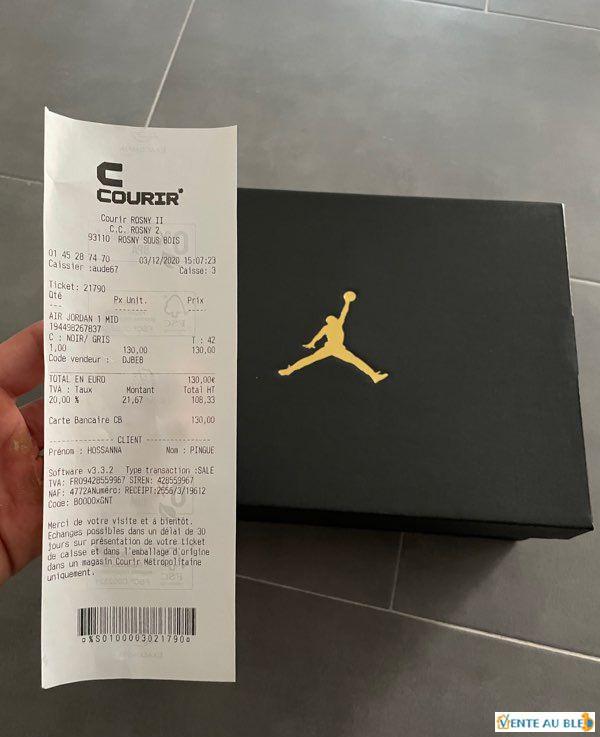 COURIR
Courir ROSNY II
C.C. ROSNY 2
93110 ROSNY SOUS BOIS
01 45 28 74 70 03/12/2020 15:07:23
Caissier :aude67 Caisse: 3
Ticket: 21790
Qté Px Unit. Prix
AIR JORDAN 1 MID
194498267837
C : NOIR/ GRIS T : 42
1,00 130,00 130,00
Code vendeur : DJBEB
TOTAL EN EURO 130,00€
TVA : Taux Montant Total HT
20,00 % 21,67 108,33
Carte Bancaire CB 130,00
CLIENT
Prénom : HOSSANNA Nom : PINGUE
Software v3.3.2 Type transaction :SALE
TVA: FR09428559967 SIREN: 428559967
NAF: 4772ANuméro: RECEIPT:2556/3/19612
Code: BOOOOxGNT
Merci de votre visite et à bientôt.
Echanges possibles dans un délai de 30
jours sur présentation de votre ticket
de caisse et dans l'emballage d'origine
dans un magasin Courir Métropolitaine
uniquement.
¤%S0100003021790¤
VENTE AU BLED